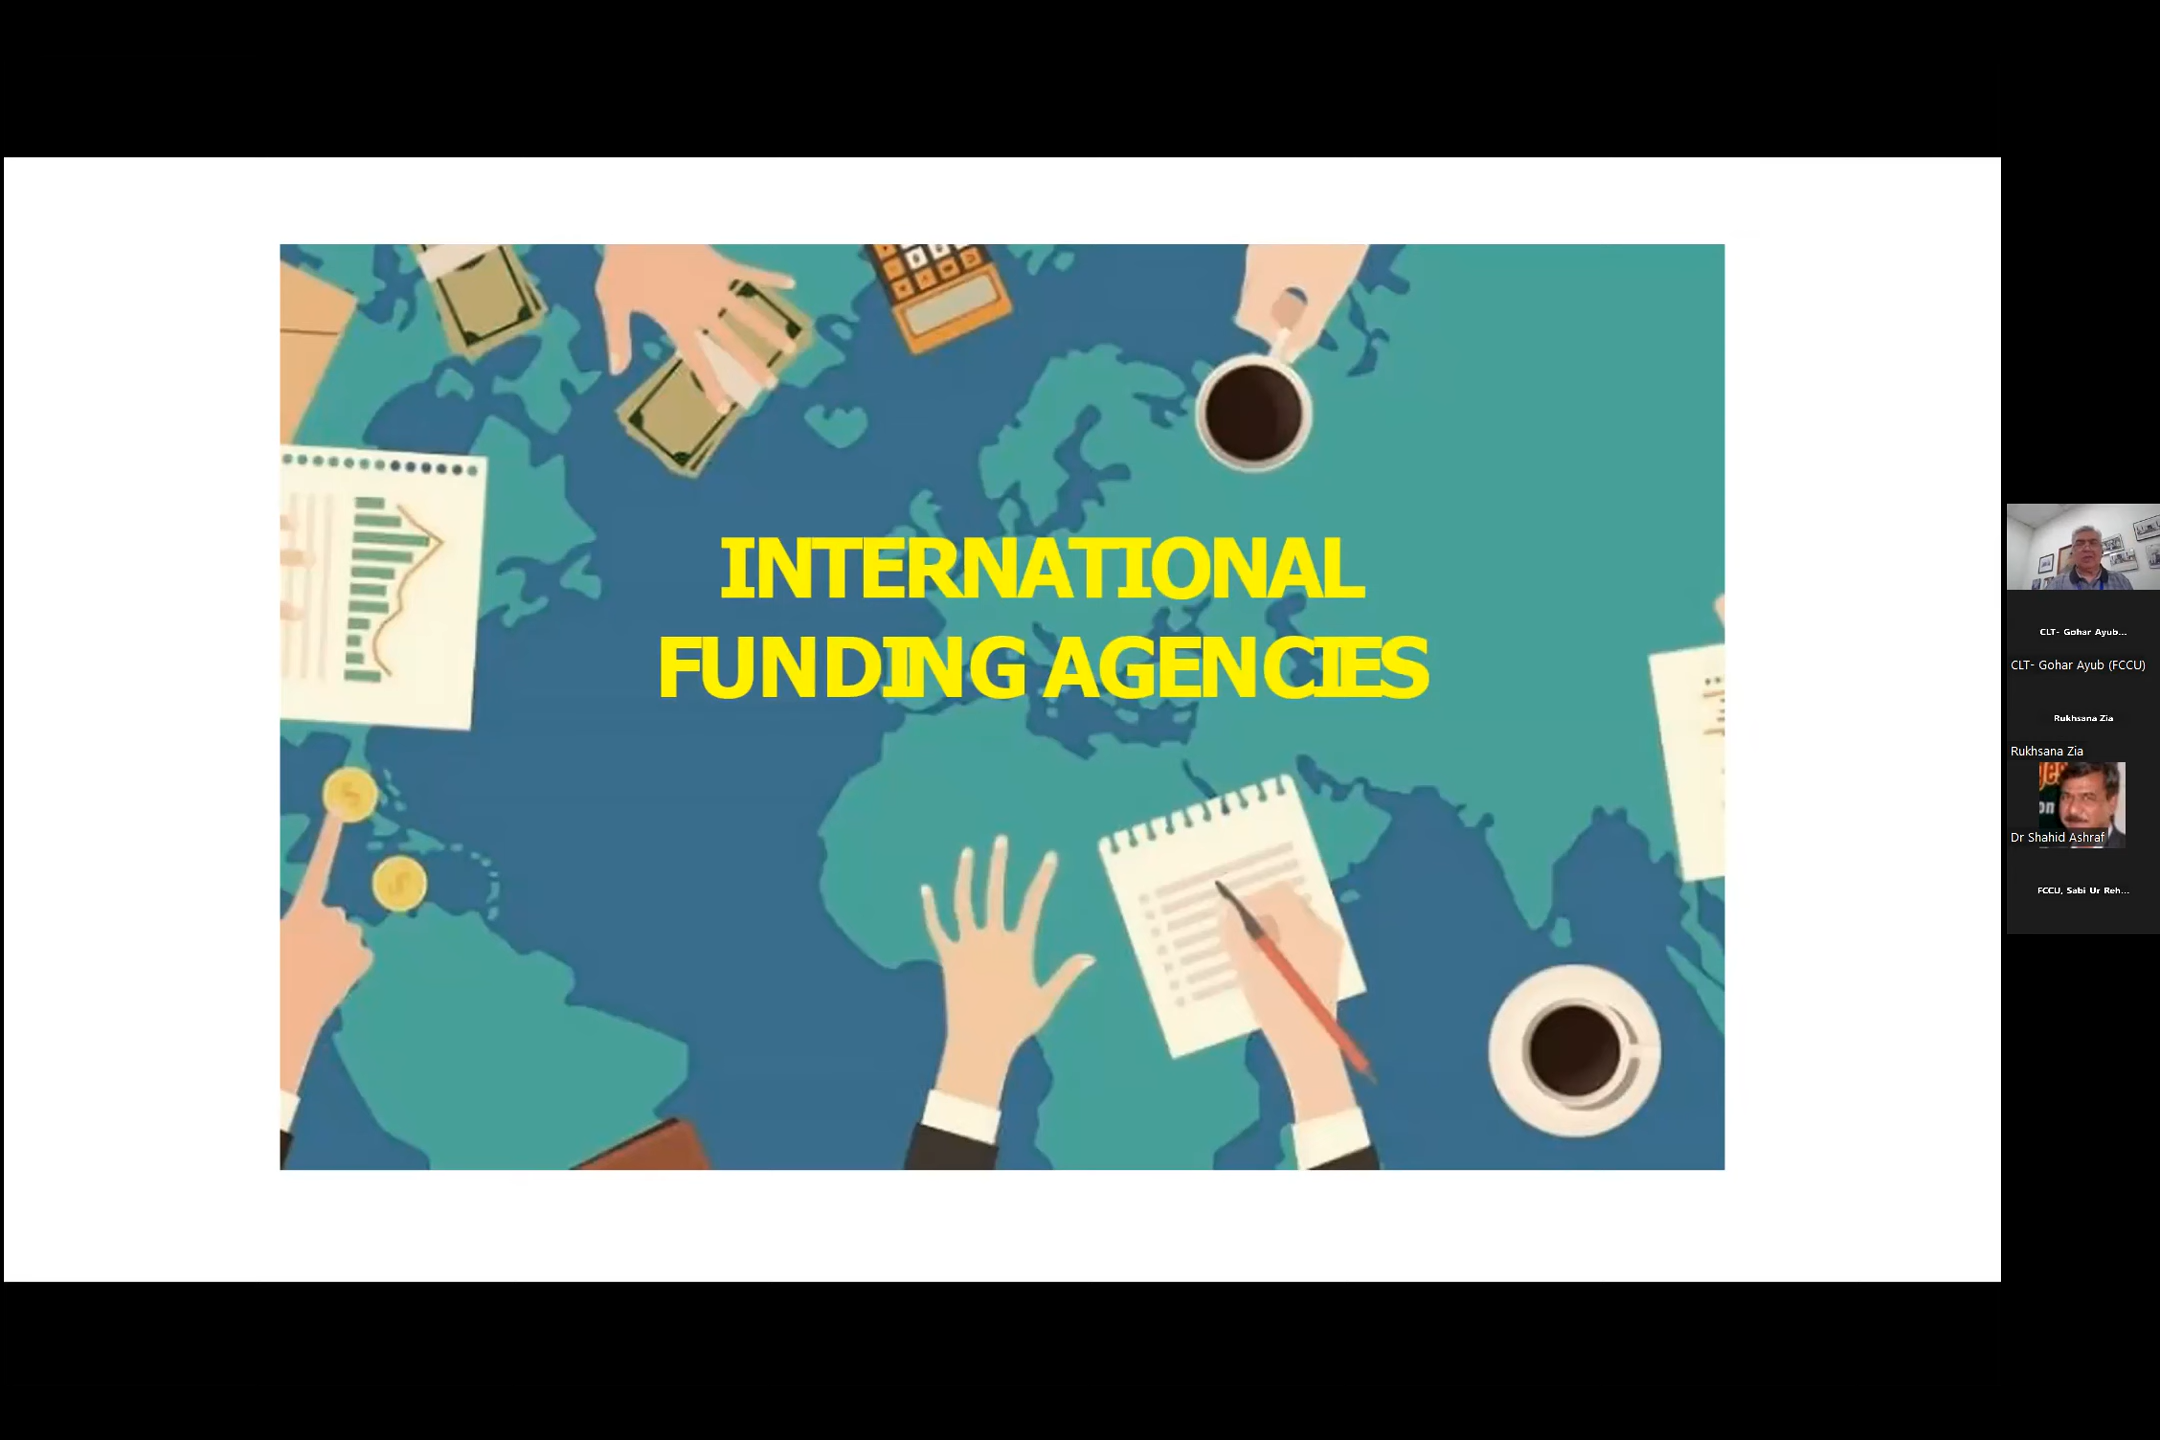 INTERNATIONAL
FUNDING AGENCIES
CLT- Gohar Ayub...
CLT- Gohar Ayub (FCCU)
Rukhsana Zia
Rukhsana Zia
Dr Shahid Ashraf
FCCU, Sabi Ur Reh...